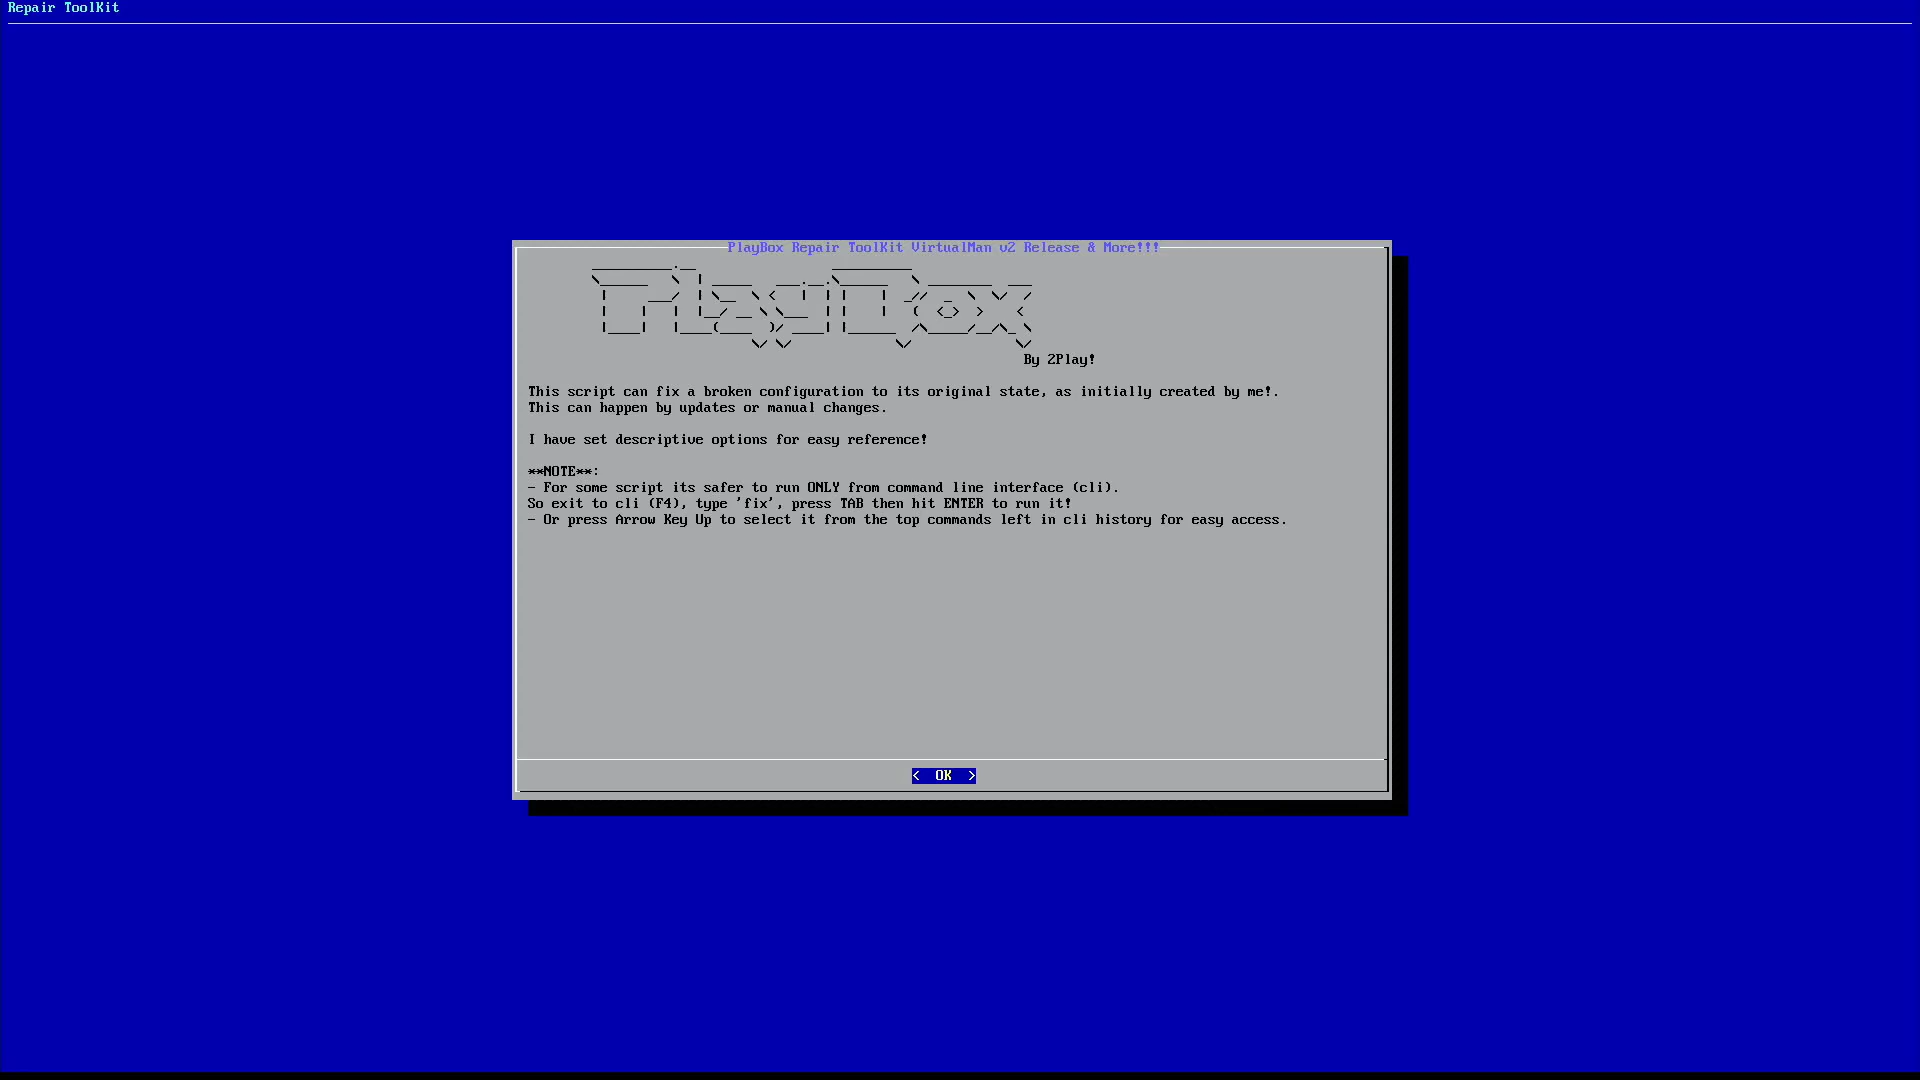 Repair ToolKit
PlayBox Repair ToolKit VirtualMan v2 Release & More!!!
PlayBox
By 2Play!
This script can fix a broken configuration to its original state, as initially created by me!.
This can happen by updates or manual changes.
I have set descriptive options for easy reference!
**NOTE**:
- For some script its safer to run ONLY from command line interface (cli).
So exit to cli (F4), type 'fix', press TAB then hit ENTER to run it!
- Or press Arrow Key Up to select it from the top commands left in cli history for easy access.
< OK >